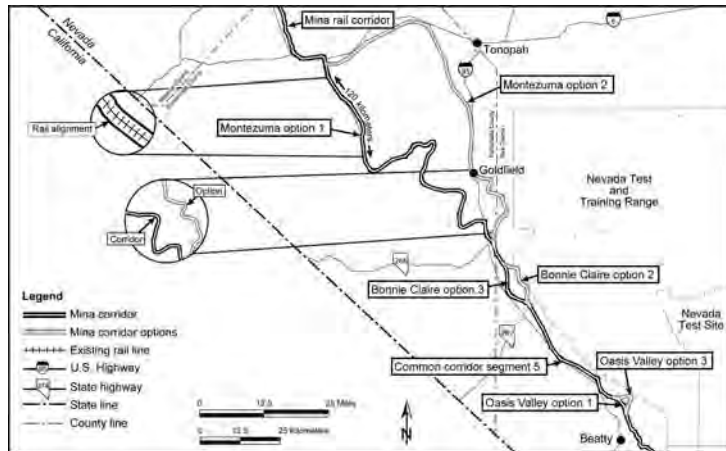 Mina rail corridor
6
Nevada
California
Tonopah
95
Montezuma option 2
Rail alignment
120 kilometers
Montezuma option 1
Goldfield
Nevada Test
and
Training Range
Option
Corridor
Bonnie Claire option 2
Bonnie Claire option 3
Nevada
Test Site
Oasis Valley option 3
Common corridor segment 5
Oasis Valley option 1
Beatty
Legend
Mina corridor
Mina corridor options
Existing rail line
U.S. Highway
State highway
State line
County line
0 12.5 25 Miles
0 12.5 25 Kilometers
N